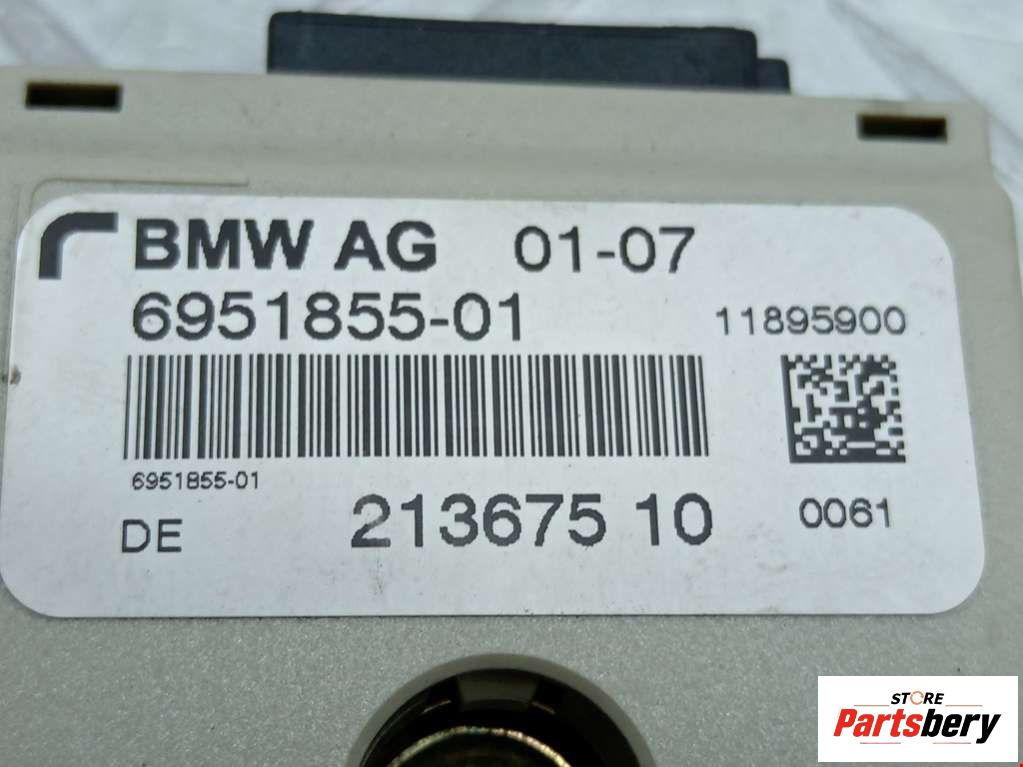 BMW AG 01-07
6951855-01
11895900
6951855-01
DE 213675 10 0061
STORE
Partsbery